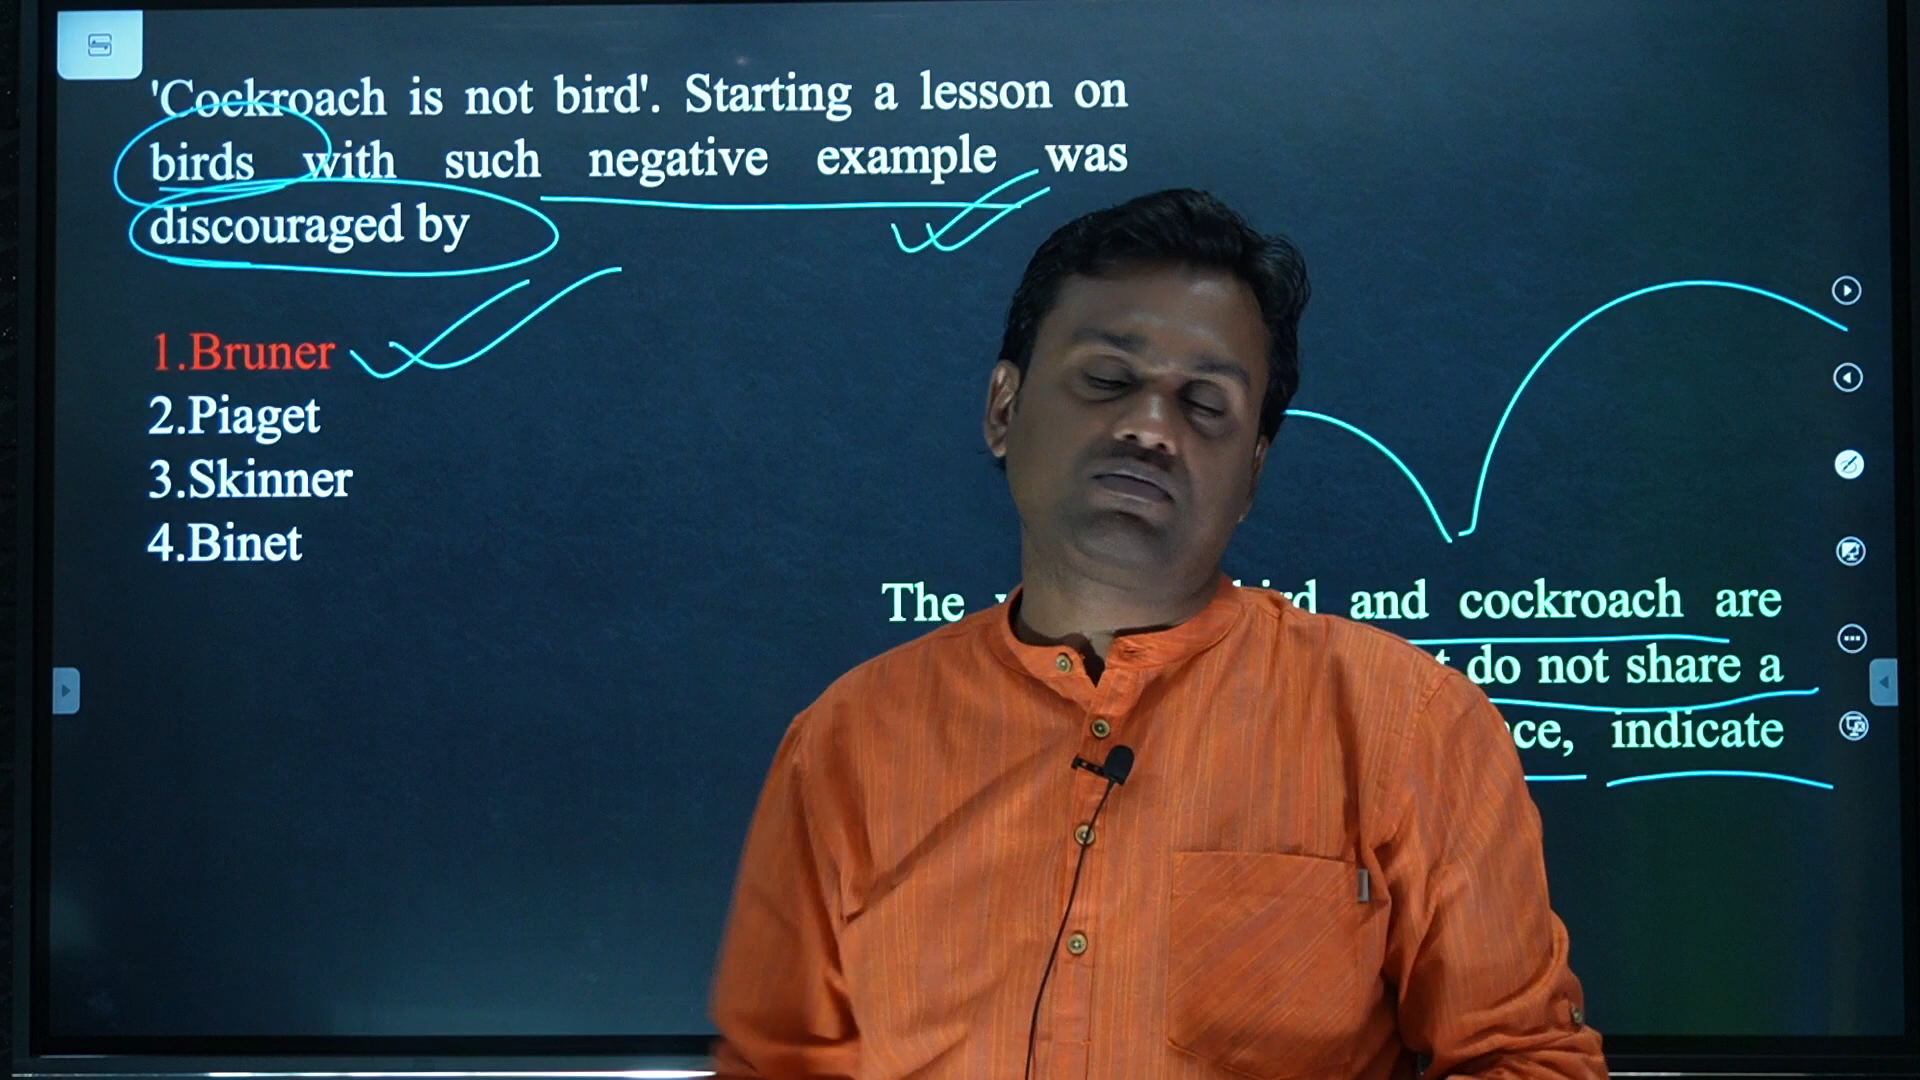 'Cockroach is not bird'. Starting a lesson on
birds with such negative example was
discouraged by
1.Bruner
2.Piaget
3.Skinner
4.Binet
The and cockroach are
do not share a
indicate